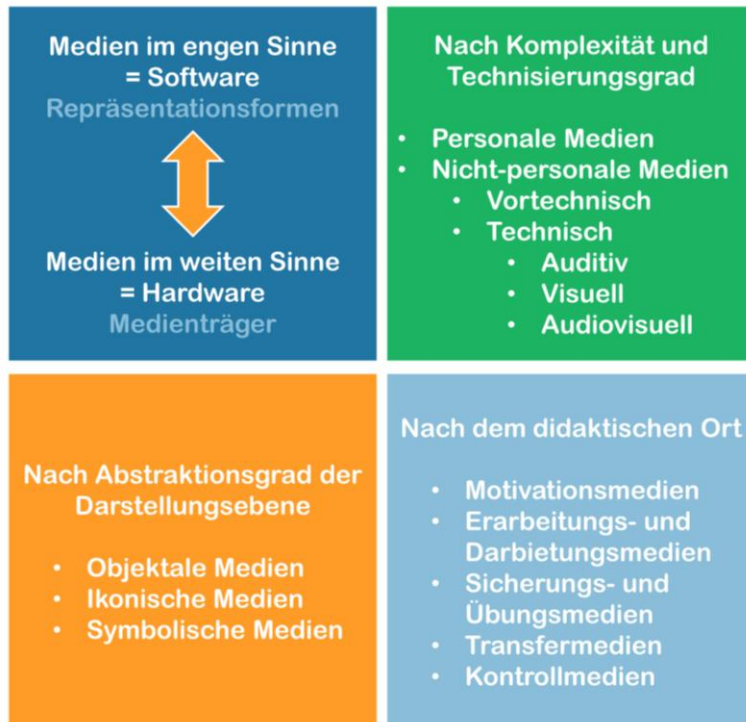 Medien im engen Sinne
= Software
Repräsentationsformen
Medien im weiten Sinne
= Hardware
Medienträger
Nach Komplexität und
Technisierungsgrad
• Personale Medien
• Nicht-personale Medien
• Vortechnisch
• Technisch
• Auditiv
• Visuell
• Audiovisuell
Nach Abstraktionsgrad der
Darstellungsebene
• Objektale Medien
• Ikonische Medien
• Symbolische Medien
Nach dem didaktischen Ort
• Motivationsmedien
• Erarbeitungs- und
Darbietungsmedien
• Sicherungs- und
Übungsmedien
• Transfermedien
• Kontrollmedien